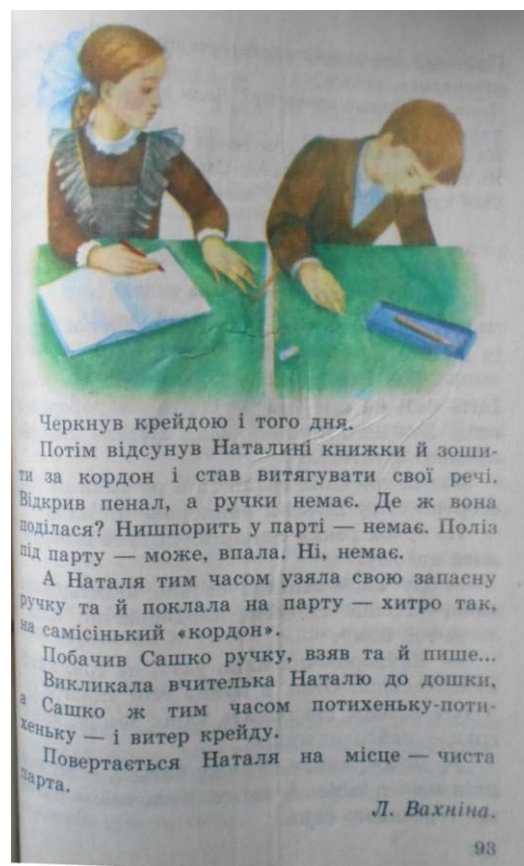 Черкнув крейдою і того дня.
Потім відсунув Наталині книжки й зоши-
ти за кордон і став витягувати свої речі.
Відкрив пенал, а ручки немає. Де ж вона
поділася? Нишпорить у парті — немає. Поліз
під парту — може, впала. Ні, немає.
А Наталя тим часом узяла свою запасну
ручку та й поклала на парту — хитро так,
на самісінький «кордон».
Побачив Сашко ручку, взяв та й пише...
Викликала вчителька Наталю до дошки,
а Сашко ж тим часом потихеньку-поти-
хеньку — і витер крейду.
Повертається Наталя на місце — чиста
парта.
Л. Вахніна.
93